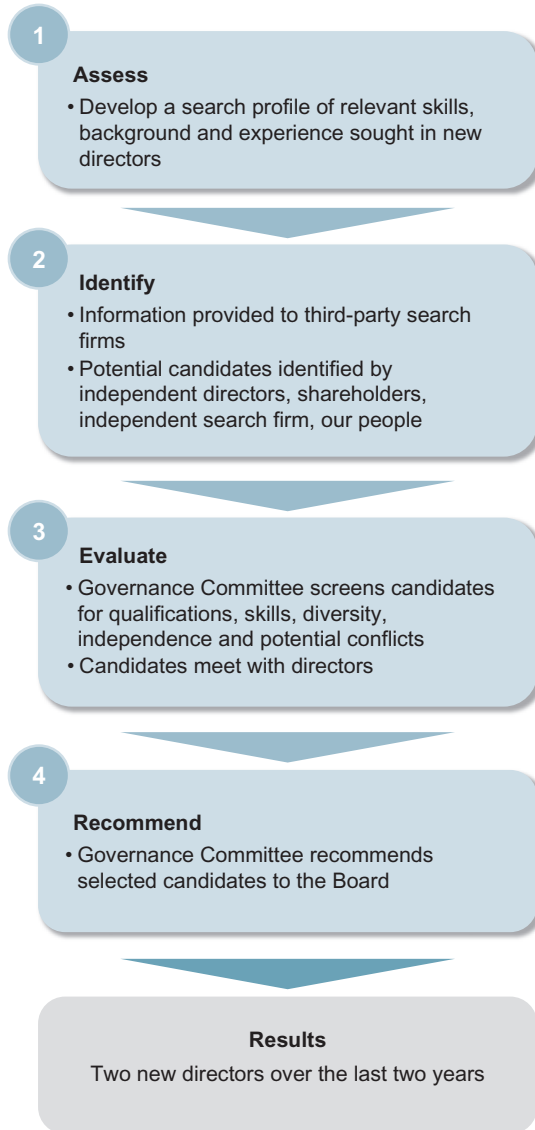 1
Assess
• Develop a search profile of relevant skills,
background and experience sought in new
directors
2
Identify
• Information provided to third-party search
firms
• Potential candidates identified by
independent directors, shareholders,
independent search firm, our people
3
Evaluate
• Governance Committee screens candidates
for qualifications, skills, diversity,
independence and potential conflicts
• Candidates meet with directors
4
Recommend
• Governance Committee recommends
selected candidates to the Board
Results
Two new directors over the last two years